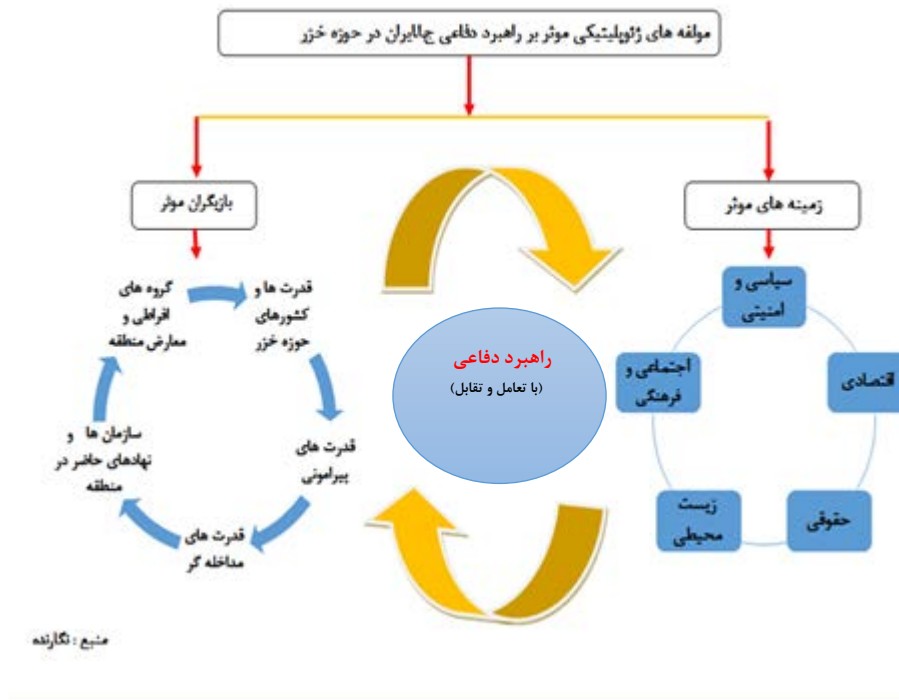 مولفه های ژئوپلیتیکی موثر بر راهبرد دفاعی ج.ا.ایران در حوزه خزر
زمینه های موثر
بازیگران موثر
سیاسی و
امنیتی
اقتصادی
حقوقی
زیست
محیطی
اجتماعی و
فرهنگی
راهبرد دفاعی
(با تعامل و تقابل)
قدرت ها و
کشورهای
حوزه خزر
قدرت های
پیرامونی
قدرت های
مداخله گر
سازمان ها و
نهادهای حاضر در
منطقه
گروه های
افراطی و
معارض منطقه
منبع : نگارنده